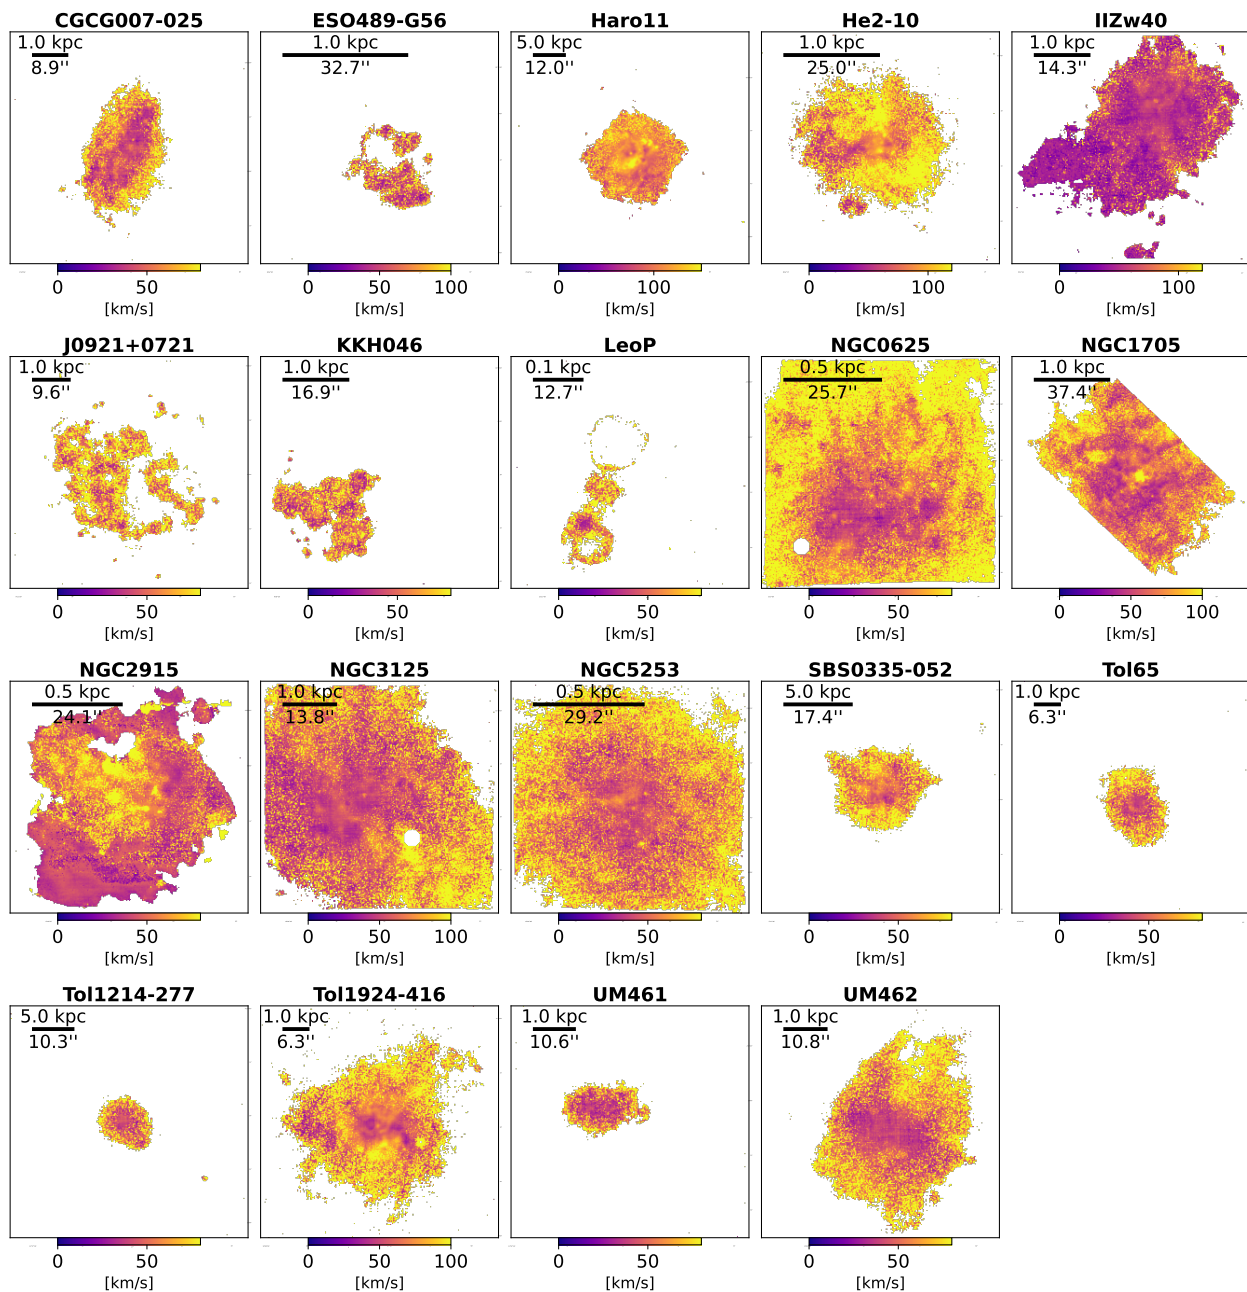 CGCG007-025 ESO489-G56 Haro11 He2-10 IIZw40
1.0 kpc 1.0 kpc 5.0 kpc 1.0 kpc 1.0 kpc
8.9'' 32.7'' 12.0'' 25.0'' 14.3''
0 50 0 50 100 0 100 0 100 0 100
[km/s] [km/s] [km/s] [km/s] [km/s]
J0921+0721 KKH046 LeoP NGC0625 NGC1705
1.0 kpc 1.0 kpc 0.1 kpc 0.5 kpc 1.0 kpc
9.6'' 16.9'' 12.7'' 25.7'' 37.4''
0 50 0 50 0 50 0 50 0 50 100
[km/s] [km/s] [km/s] [km/s] [km/s]
NGC2915 NGC3125 NGC5253 SBS0335-052 Tol65
0.5 kpc 1.0 kpc 0.5 kpc 5.0 kpc 1.0 kpc
24.1'' 13.8'' 29.2'' 17.4'' 6.3''
0 50 0 50 100 0 50 0 50 0 50
[km/s] [km/s] [km/s] [km/s] [km/s]
Tol1214-277 Tol1924-416 UM461 UM462
5.0 kpc 1.0 kpc 1.0 kpc 1.0 kpc
10.3'' 6.3'' 10.6'' 10.8''
0 50 0 50 100 0 50 0 50
[km/s] [km/s] [km/s] [km/s]